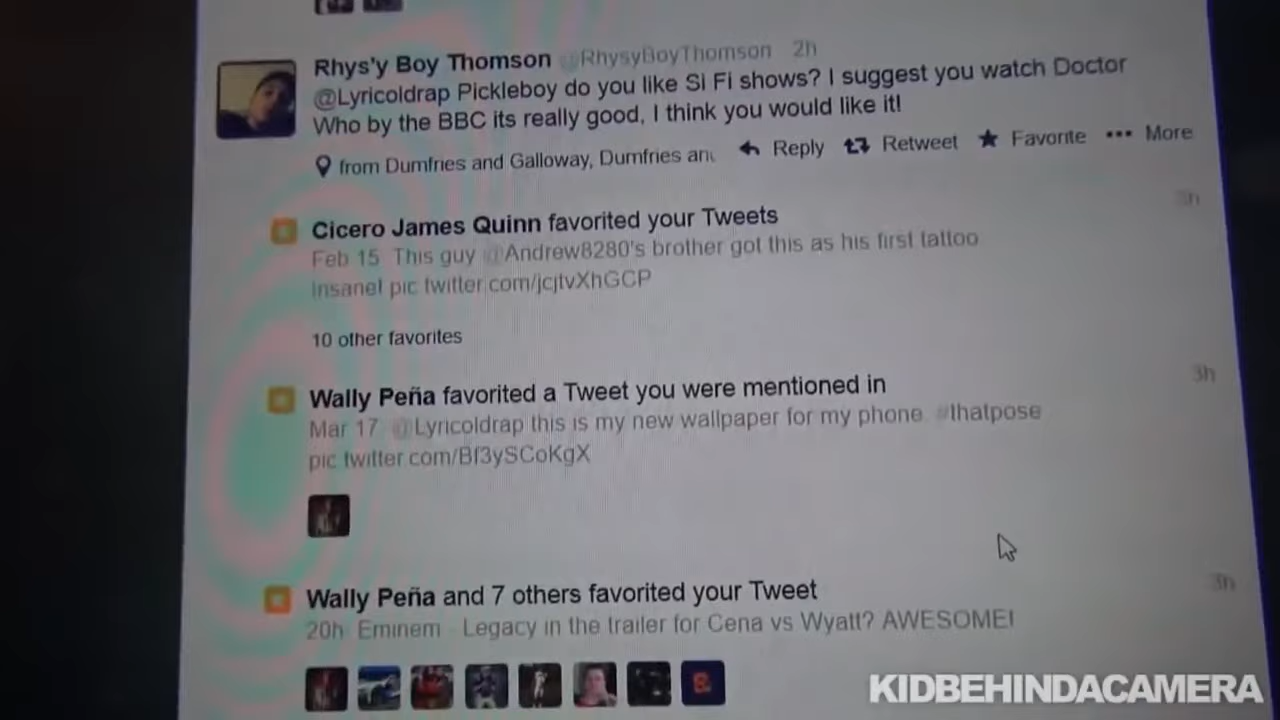 Rhys'y Boy Thomson @RhysyBoyThomson 2h
@Lyricoldrap Pickleboy do you like Si Fi shows? I suggest you watch Doctor
Who by the BBC its really good, I think you would like it!
from Dumfries and Galloway, Dumfries and Reply Retweet Favorite More
Cicero James Quinn favorited your Tweets 3h
Feb 15 This guy @Andrew8280's brother got this as his first tattoo
Insane! pic.twitter.com/jcjtvXhGCP
10 other favorites
Wally Peña favorited a Tweet you were mentioned in 3h
Mar 17 @Lyricoldrap this is my new wallpaper for my phone. #thatpose
pic.twitter.com/Bf3ySCoKgX
Wally Peña and 7 others favorited your Tweet 3h
20h Eminem - Legacy in the trailer for Cena vs Wyatt? AWESOME!
KIDBEHINDACAMERA